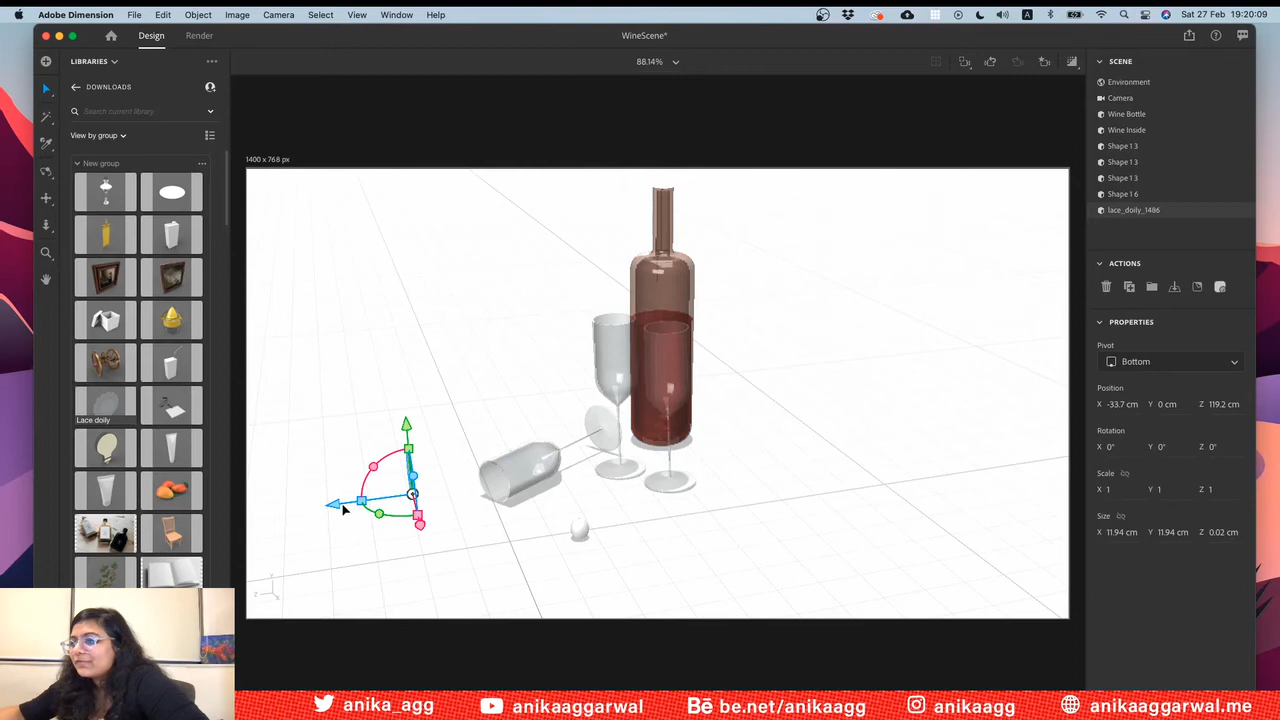 Adobe Dimension File Edit Object Image Camera Select View Window Help
A
Sat 27 Feb 19:20:09
Design Render
WineScene*
LIBRARIES
88.14%
DOWNLOADS
Search current library
View by group
New group
Lace doily
1400 x 768 px
Y
Z X
SCENE
Environment
Camera
Wine Bottle
Wine Inside
Shape 1 3
Shape 1 3
Shape 1 3
Shape 1 6
lace_doily_1486
ACTIONS
PROPERTIES
Pivot
Bottom
Position
X -33.7 cm Y 0 cm Z 119.2 cm
Rotation
X 0° Y 0° Z 0°
Scale
X 1 Y 1 Z 1
Size
X 11.94 cm Y 11.94 cm Z 0.02 cm
anika_agg anikaaggarwal Bē be.net/anikaagg anikaagg anikaaggarwal.me